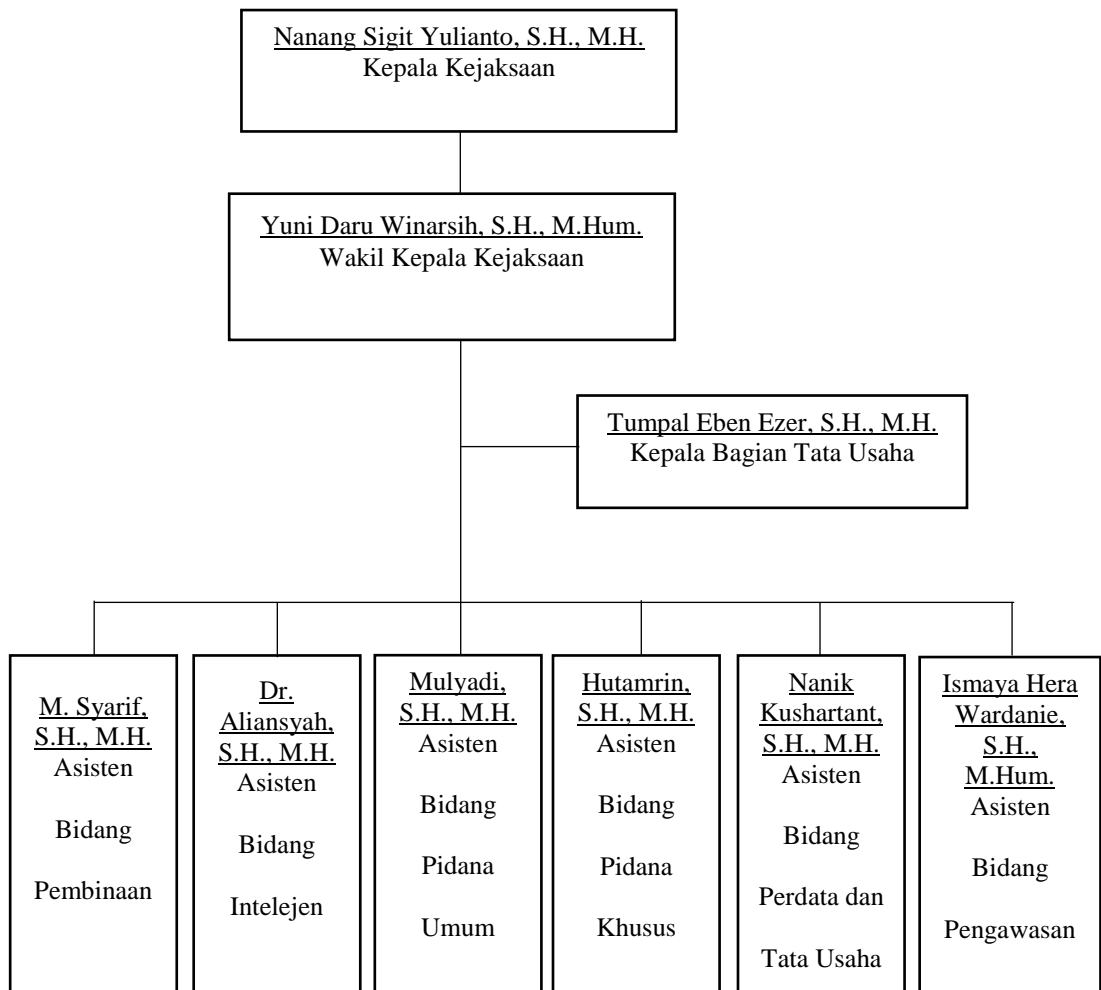 Nanang Sigit Yulianto, S.H., M.H.
Kepala Kejaksaan
Yuni Daru Winarsih, S.H., M.Hum.
Wakil Kepala Kejaksaan
Tumpal Eben Ezer, S.H., M.H.
Kepala Bagian Tata Usaha
M. Syarif,
S.H., M.H.
Asisten
Bidang
Pembinaan
Dr.
Aliansyah,
S.H., M.H.
Asisten
Bidang
Intelejen
Mulyadi,
S.H., M.H.
Asisten
Bidang
Pidana
Umum
Hutamrin,
S.H., M.H.
Asisten
Bidang
Pidana
Khusus
Nanik
Kushartant,
S.H., M.H.
Asisten
Bidang
Perdata dan
Tata Usaha
Ismaya Hera
Wardanie,
S.H.,
M.Hum.
Asisten
Bidang
Pengawasan